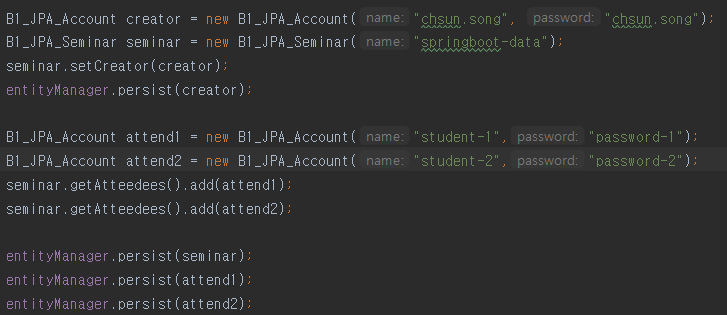 B1_JPA_Account creator = new B1_JPA_Account( name: "chsun.song", password: "chsun.song");
B1_JPA_Seminar seminar = new B1_JPA_Seminar( name: "springboot-data");
seminar.setCreator(creator);
entityManager.persist(creator);
B1_JPA_Account attend1 = new B1_JPA_Account( name: "student-1", password: "password-1");
B1_JPA_Account attend2 = new B1_JPA_Account( name: "student-2", password: "password-2");
seminar.getAtteedees().add(attend1);
seminar.getAtteedees().add(attend2);
entityManager.persist(seminar);
entityManager.persist(attend1);
entityManager.persist(attend2);